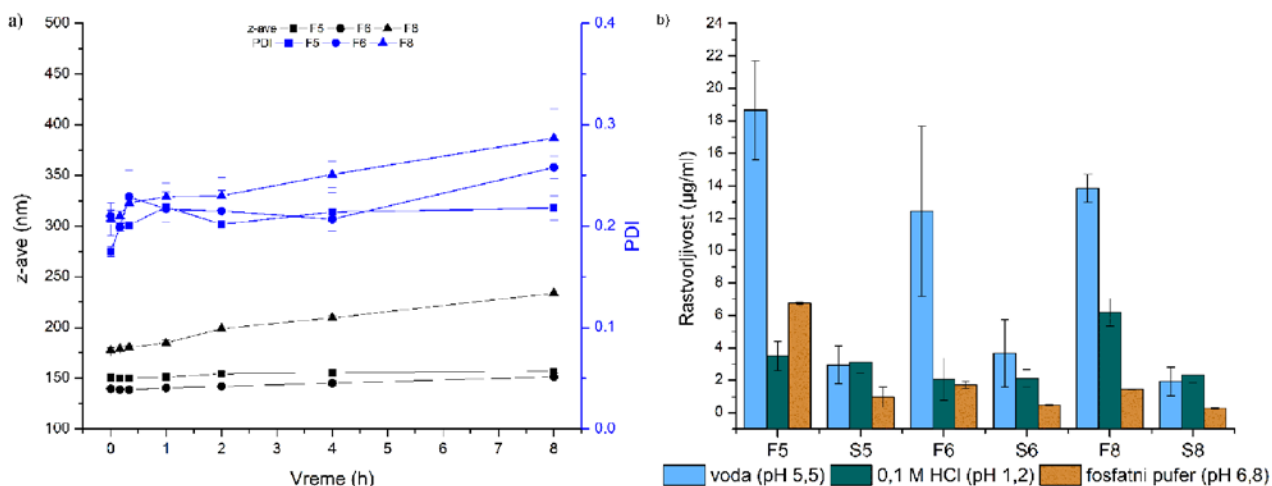 a)
z-ave F5 F6 F8
PDI F5 F6 F8
500
450
400
350
300
250
200
150
100
z-ave (nm)
0.4
0.3
0.2
0.1
0.0
PDI
0 1 2 3 4 5 6 7 8
Vreme (h)
b)
24
22
20
18
16
14
12
10
8
6
4
2
0
Rastvorljivost (µg/ml)
F5 S5 F6 S6 F8 S8
voda (pH 5,5) 0,1 M HCl (pH 1,2) fosfatni pufer (pH 6,8)